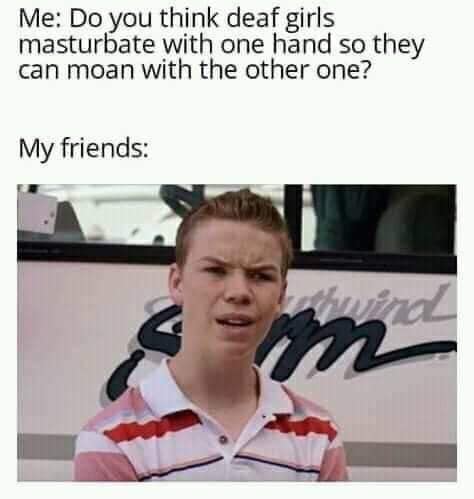 Me: Do you think deaf girls
masturbate with one hand so they
can moan with the other one?
My friends:
thwind